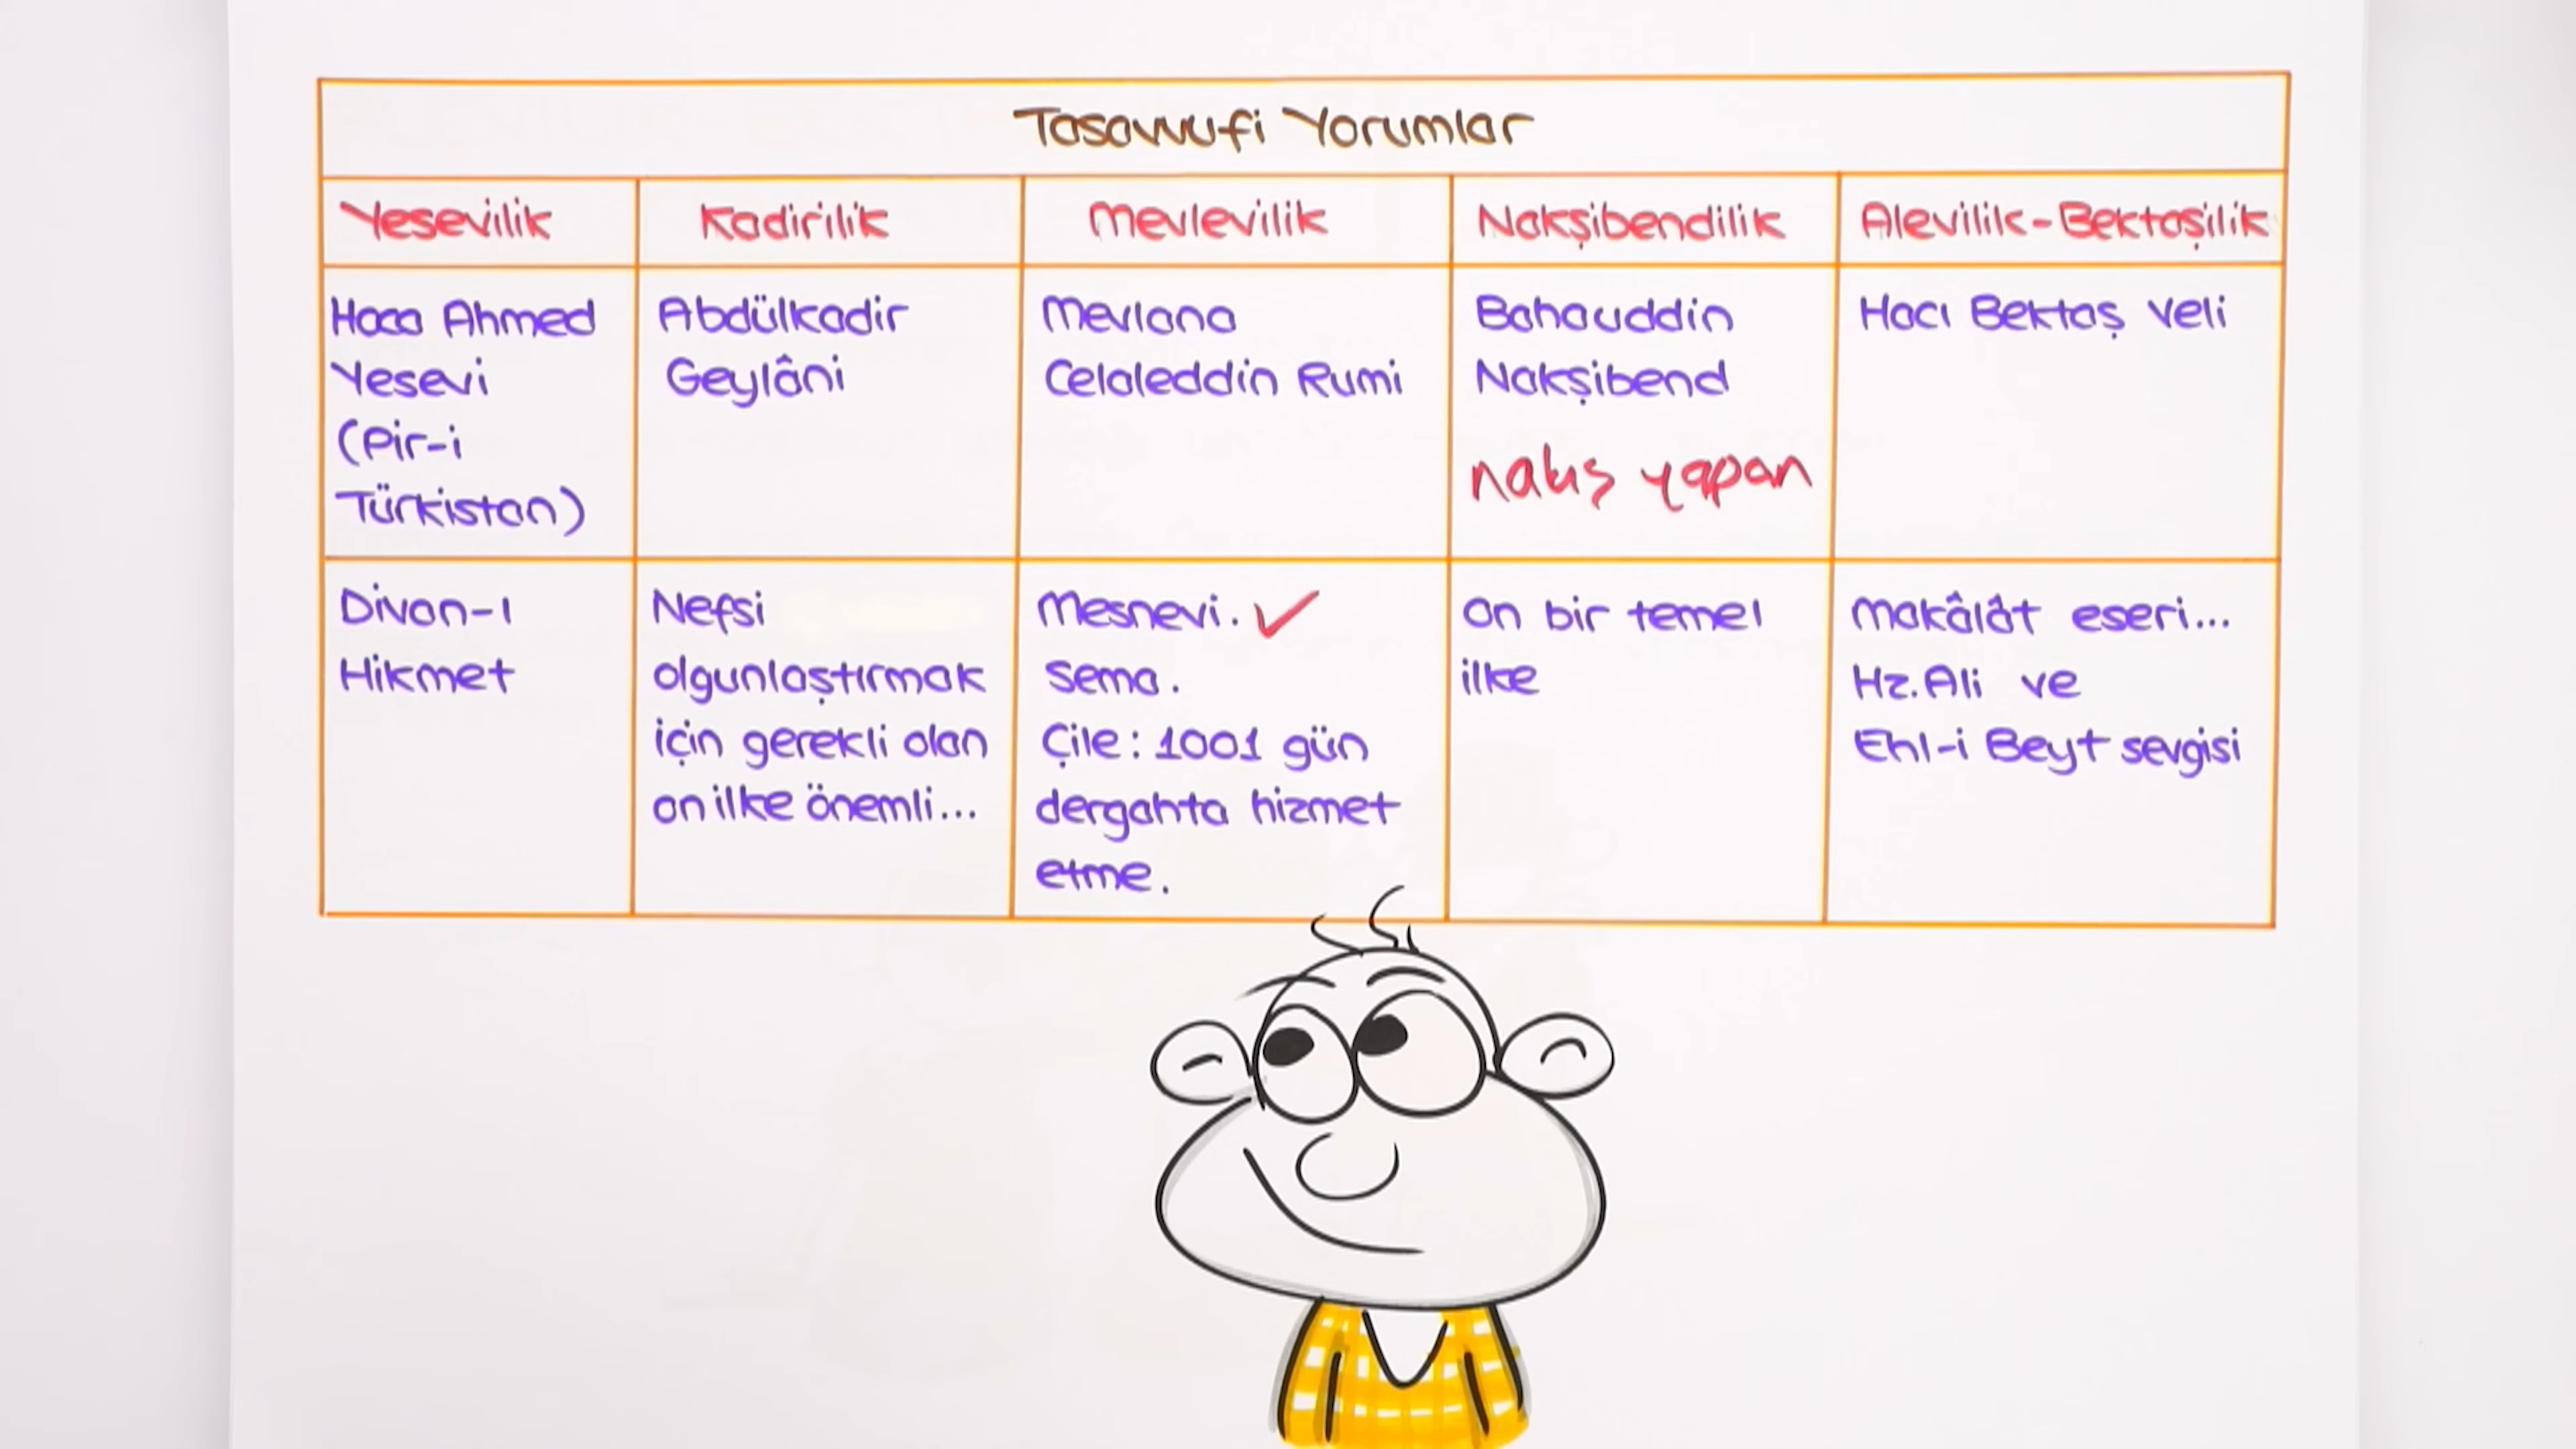 Tasavvufi Yorumlar
Yesevilik
Kadirilik
Mevlevilik
Nakşibendilik
Alevilik-Bektaşilik
Hoca Ahmed
Yesevi
(Pir-i
Türkistan)
Abdülkadir
Geylâni
Mevlana
Celaleddin Rumi
Bahauddin
Nakşibend
nakış yapan
Hacı Bektaş Veli
Divan-ı
Hikmet
Nefsi
olgunlaştırmak
için gerekli olan
on ilke önemli...
Mesnevi.
Sema.
Çile: 1001 gün
dergahta hizmet
etme.
on bir temel
ilke
Makâlât eseri...
Hz. Ali ve
Ehl-i Beyt sevgisi